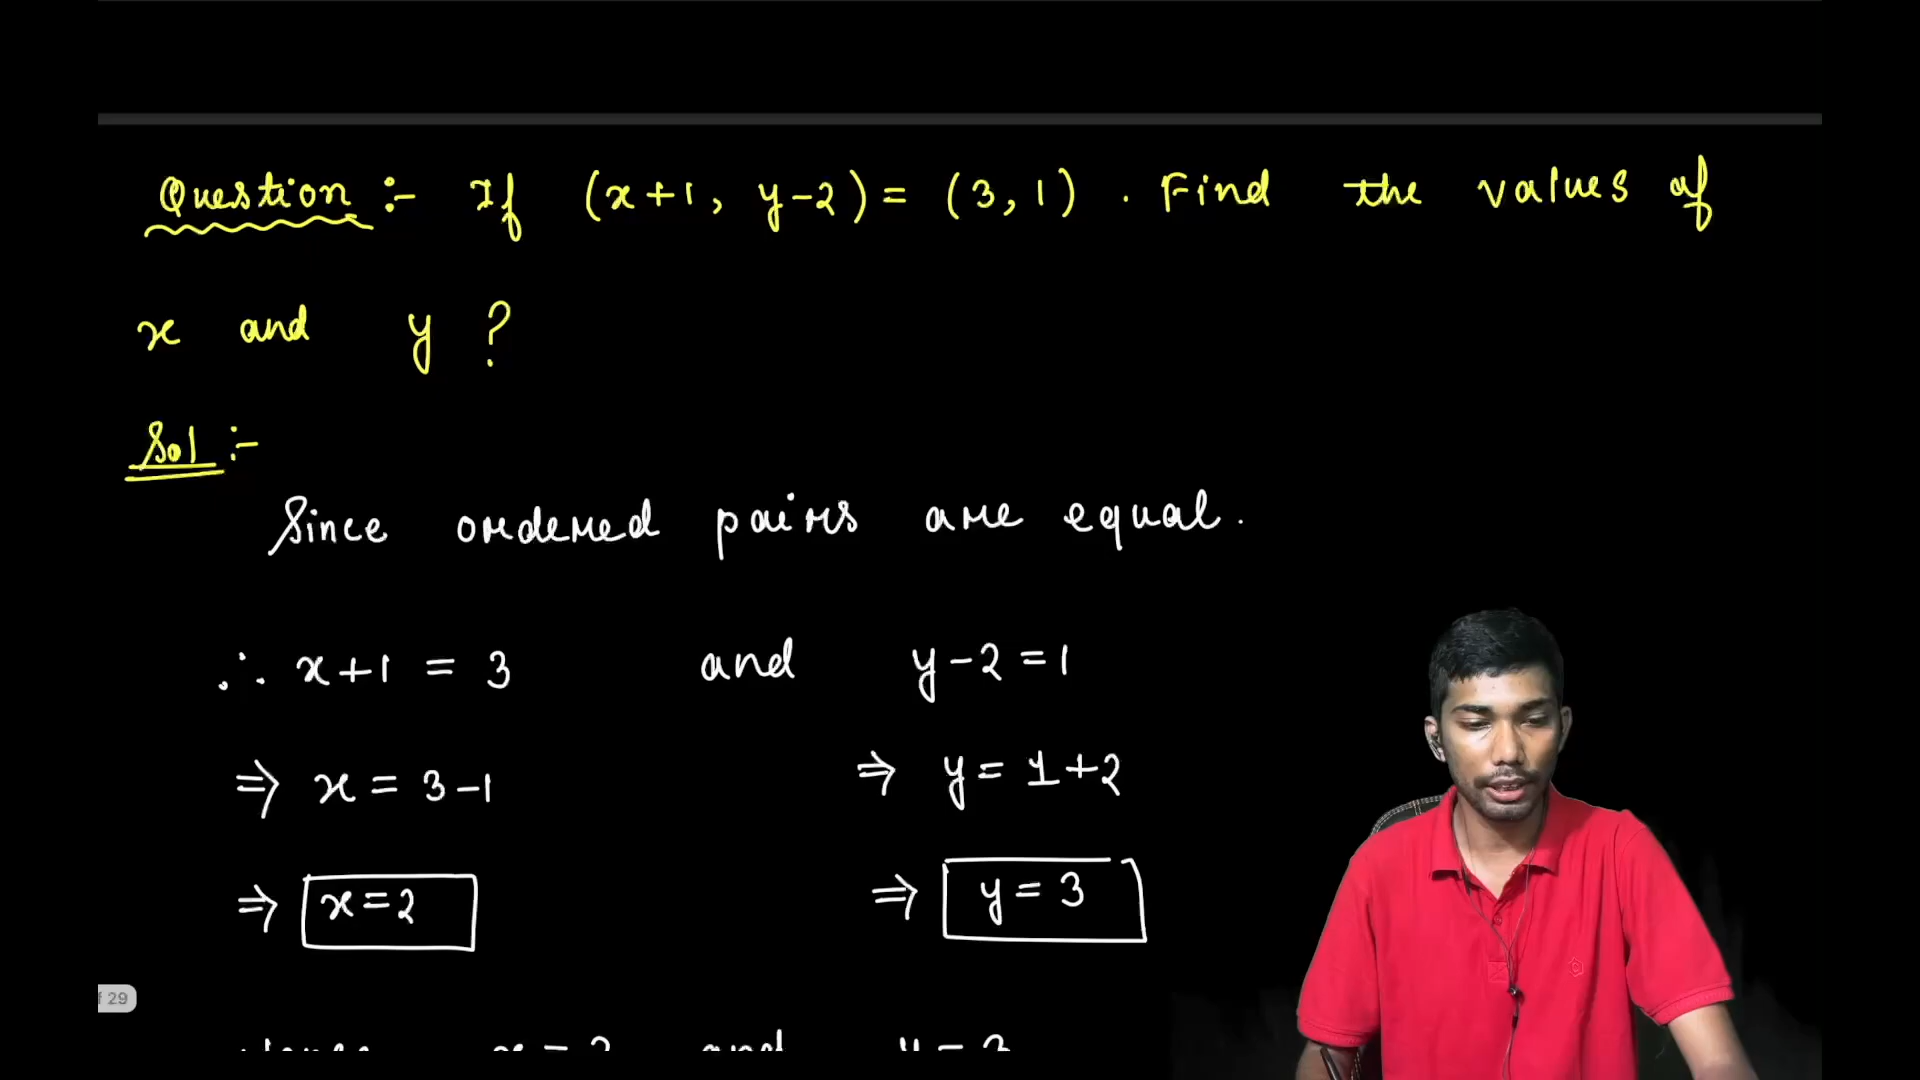 Question :- If (x+1, y-2) = (3, 1) . Find the values of
x and y ?
Sol :-
Since ordered pairs are equal.
∴ x+1 = 3 and y-2 = 1
⇒ x = 3-1 ⇒ y = 1+2
⇒ x = 2 ⇒ y = 3
f 29